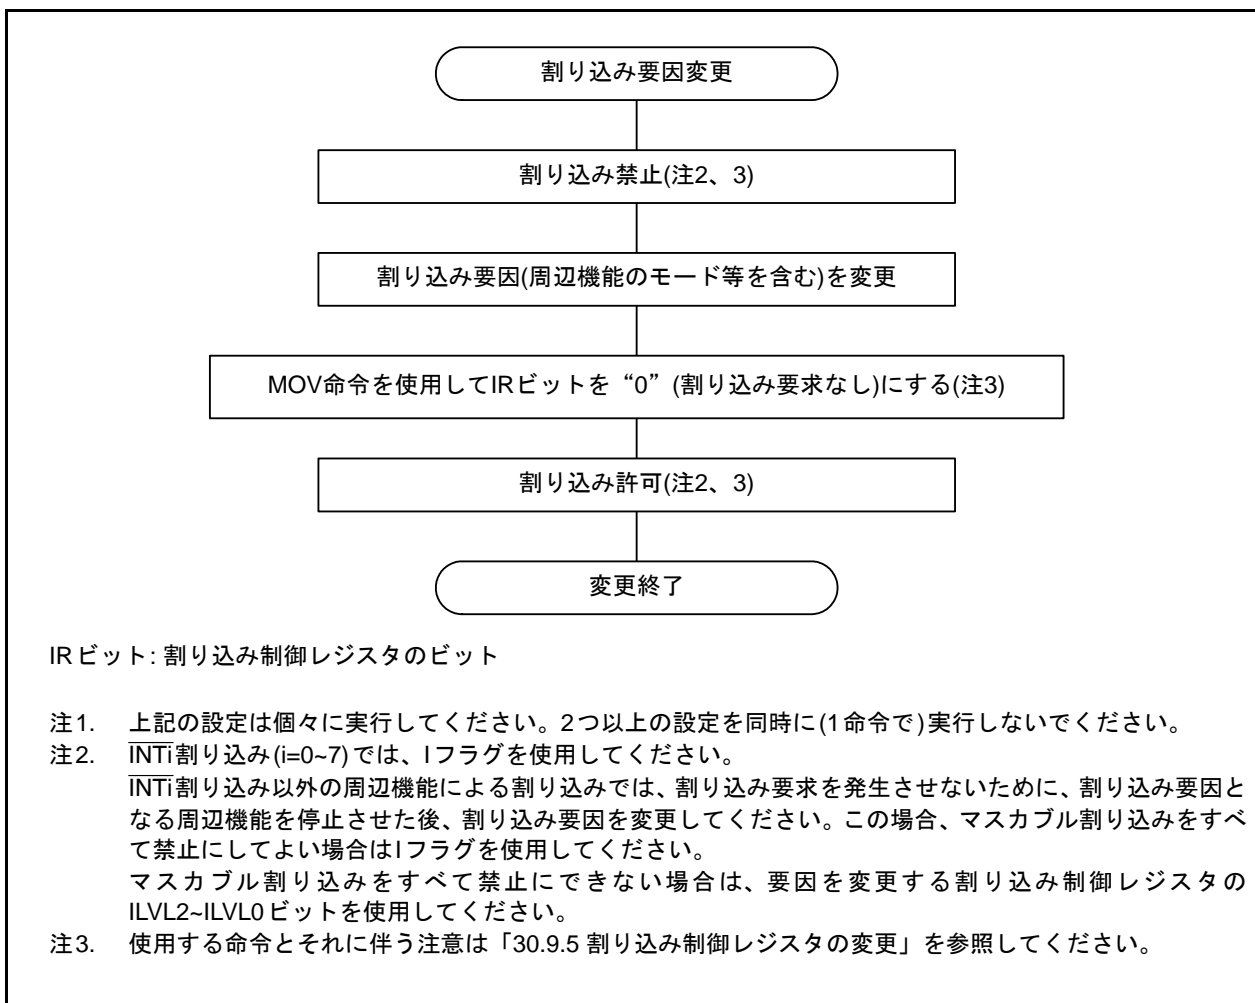 割り込み要因変更
割り込み禁止(注2、3)
割り込み要因(周辺機能のモード等を含む)を変更
MOV命令を使用してIRビットを“0”(割り込み要求なし)にする(注3)
割り込み許可(注2、3)
変更終了
IRビット: 割り込み制御レジスタのビット
注1. 上記の設定は個々に実行してください。2つ以上の設定を同時に(1命令で)実行しないでください。
注2. INTi割り込み(i=0~7)では、Iフラグを使用してください。
INTi割り込み以外の周辺機能による割り込みでは、割り込み要求を発生させないために、割り込み要因と
なる周辺機能を停止させた後、割り込み要因を変更してください。この場合、マスカブル割り込みをすべ
て禁止にしてよい場合はIフラグを使用してください。
マスカブル割り込みをすべて禁止にできない場合は、要因を変更する割り込み制御レジスタの
ILVL2~ILVL0ビットを使用してください。
注3. 使用する命令とそれに伴う注意は「30.9.5 割り込み制御レジスタの変更」を参照してください。